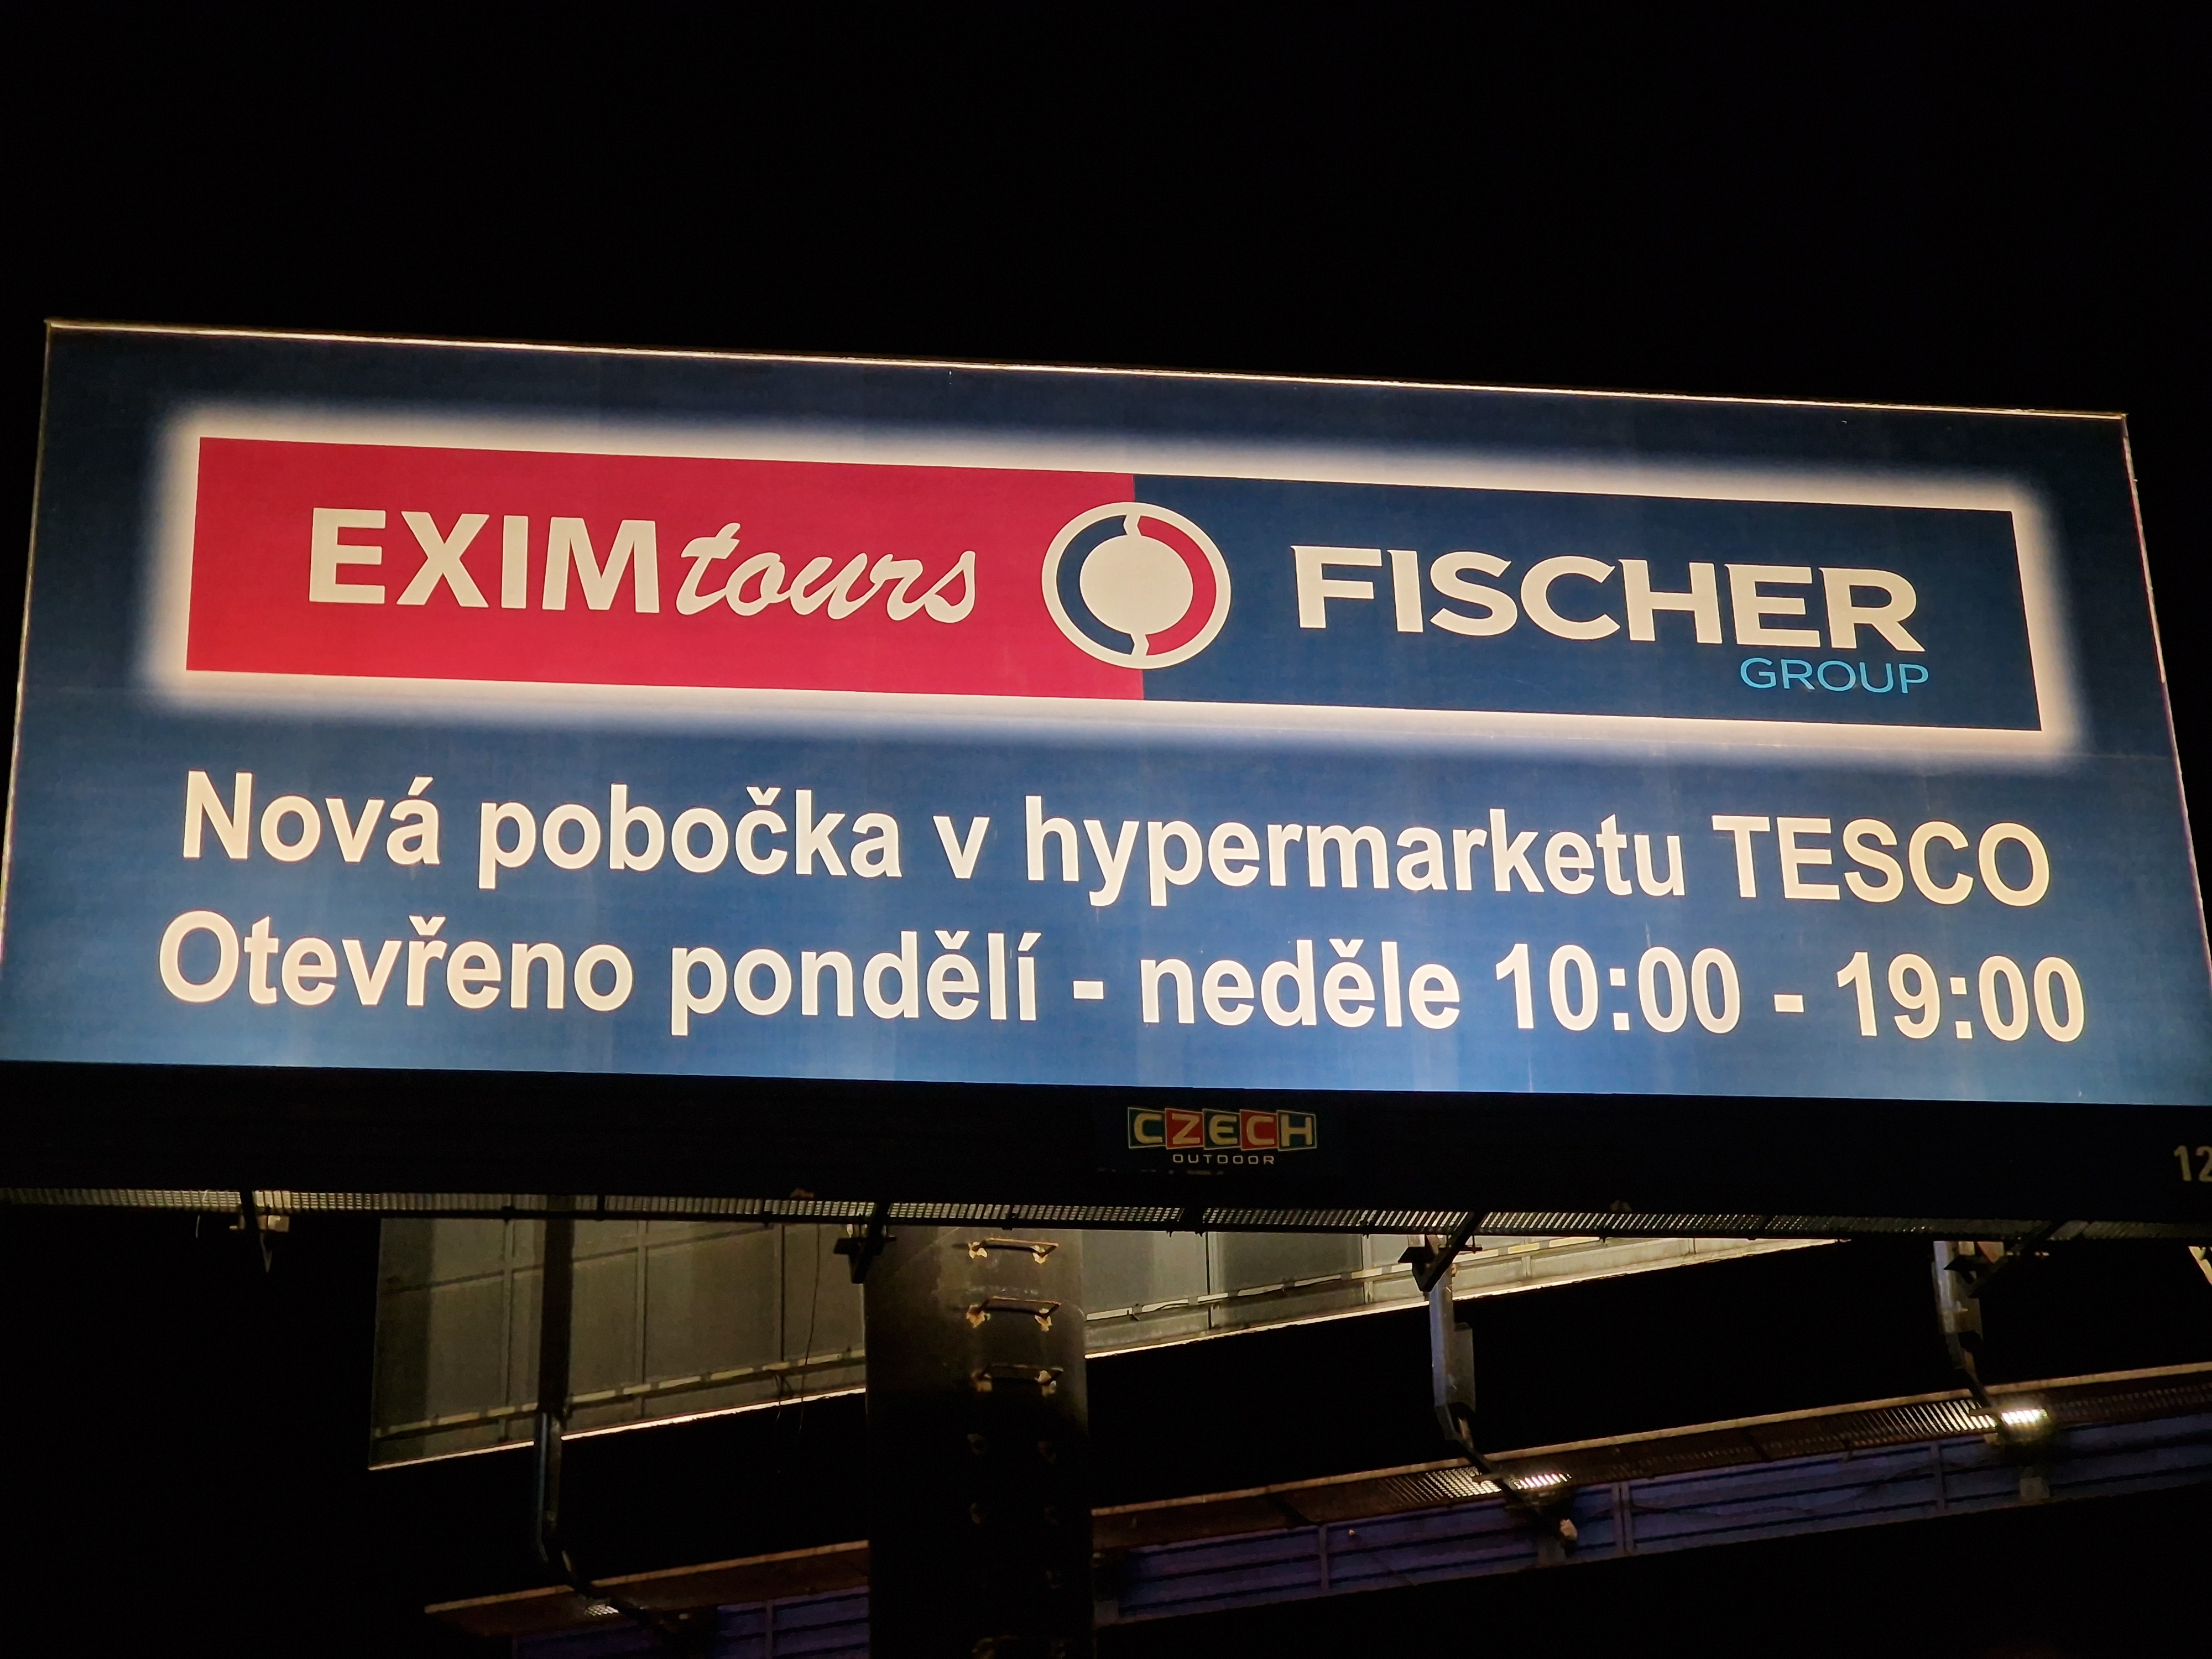 EXIMtours FISCHER
GROUP
Nová pobočka v hypermarketu TESCO
Otevřeno pondělí - neděle 10:00 - 19:00
CZECH
OUTDOOR